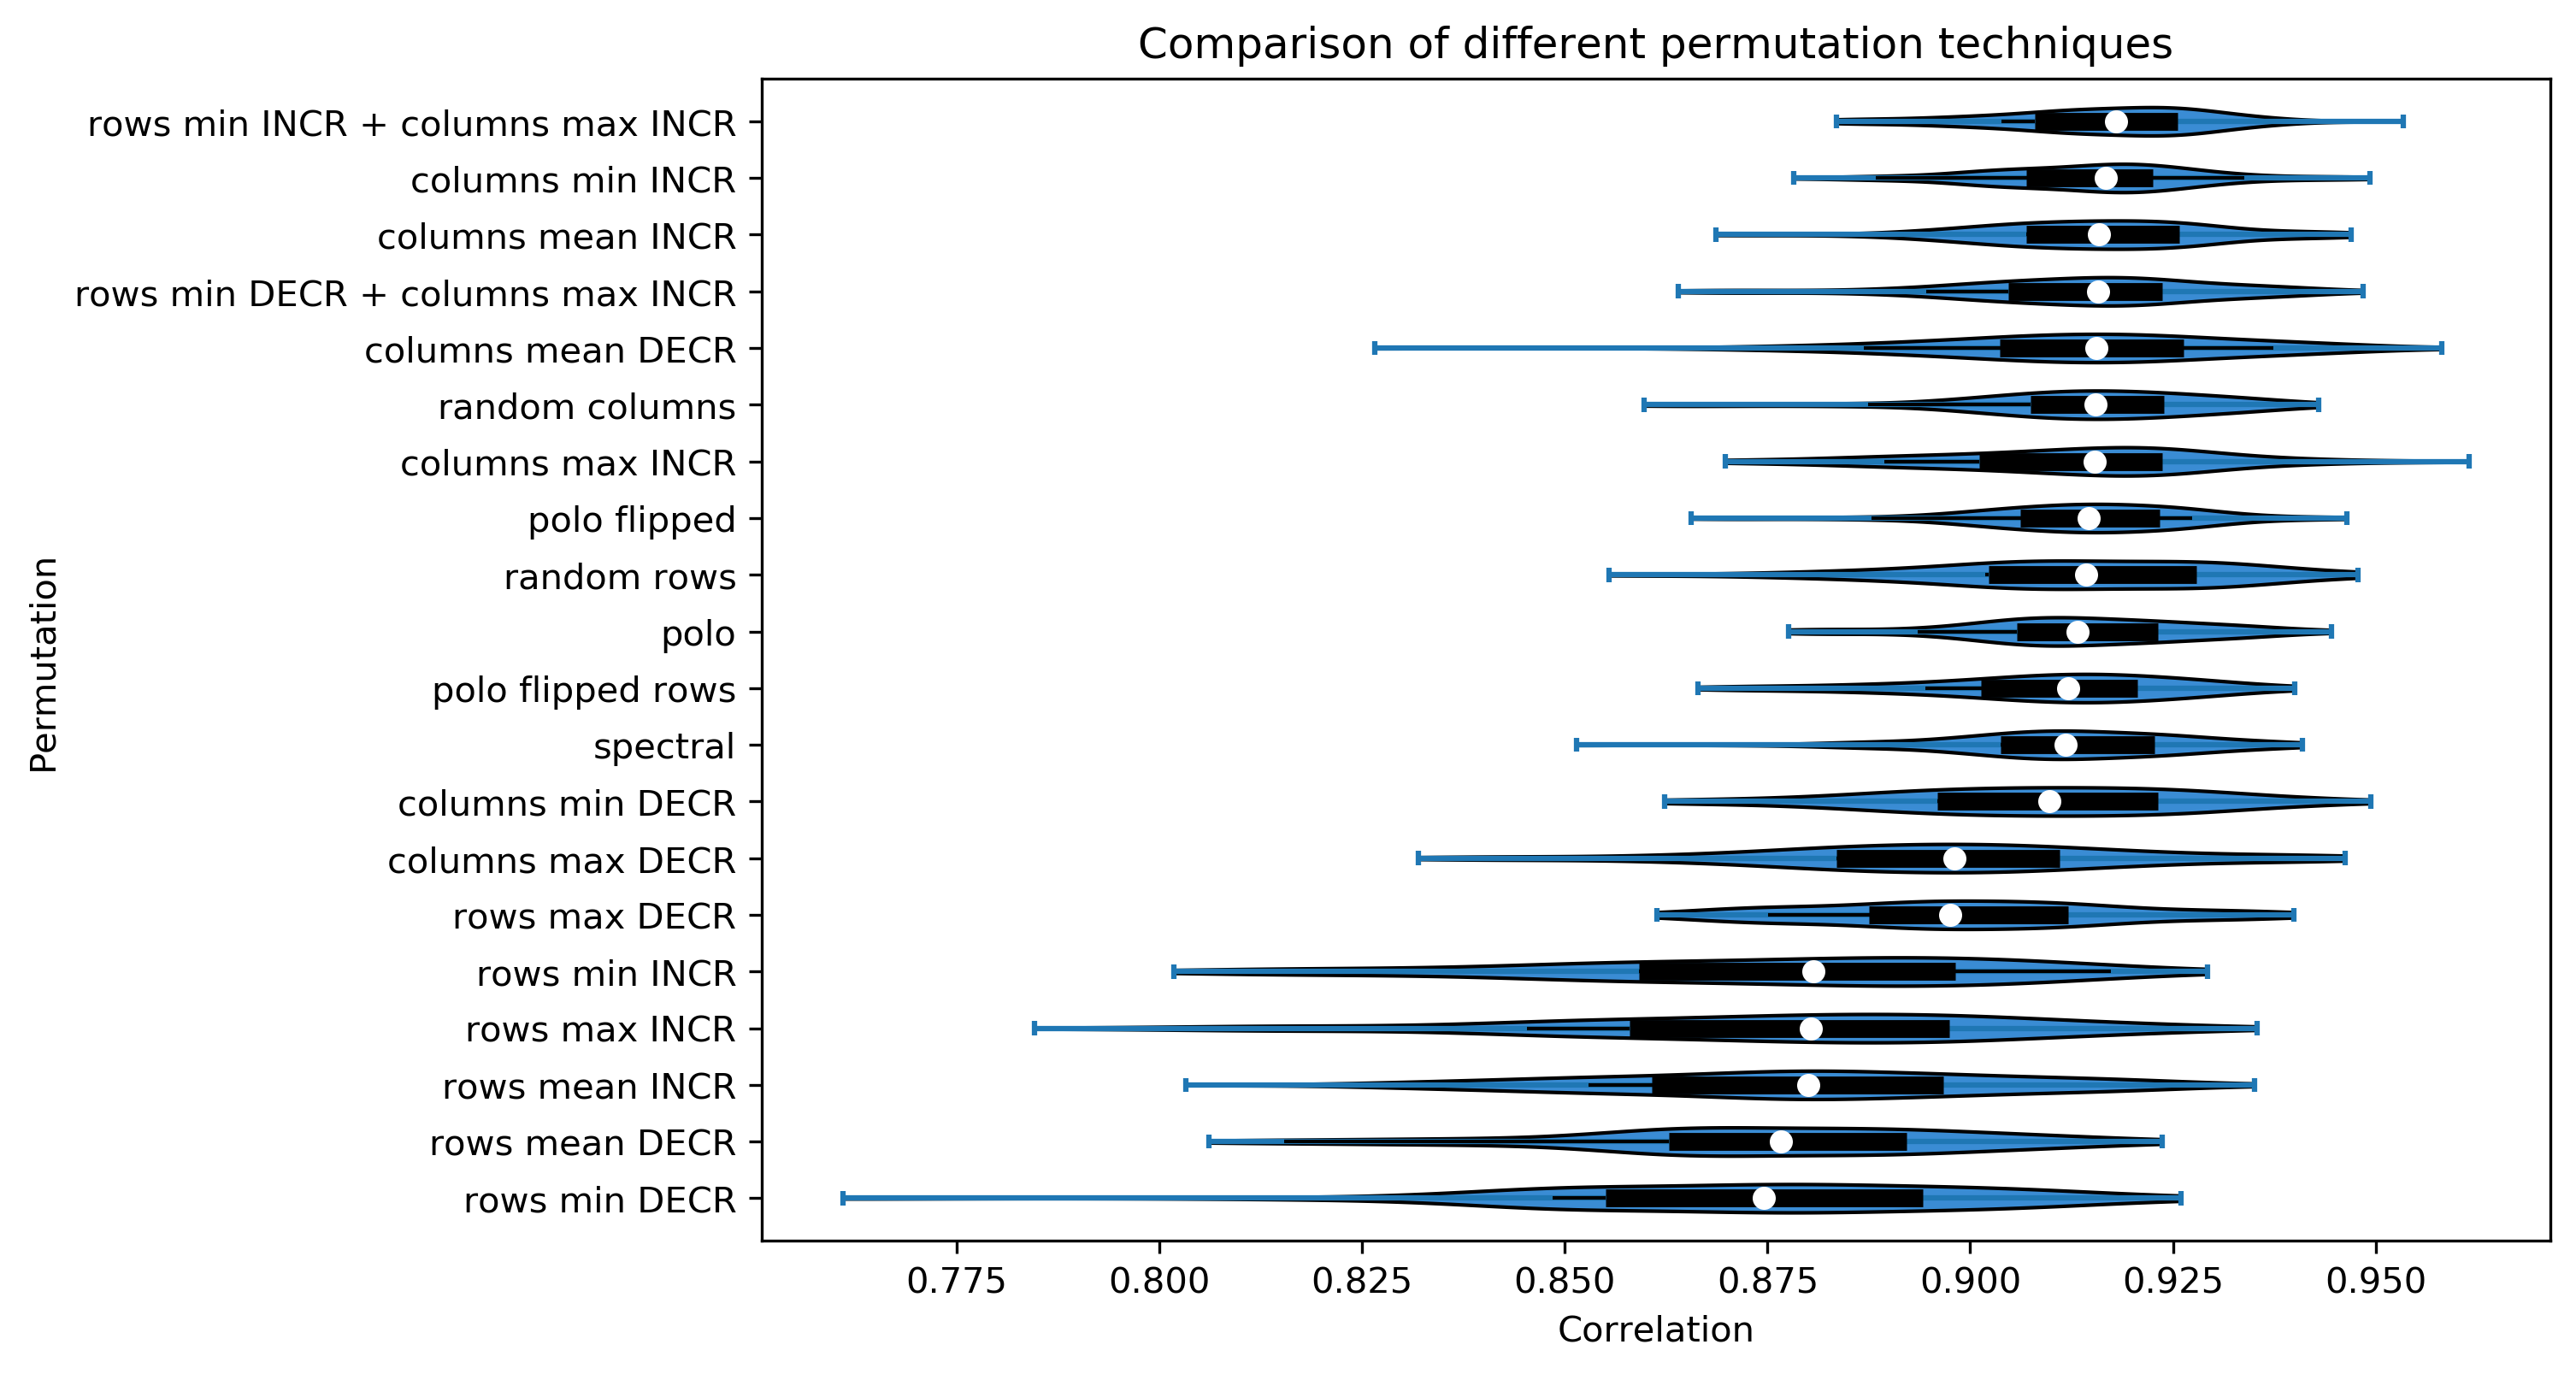 Comparison of different permutation techniques
rows min INCR + columns max INCR
columns min INCR
columns mean INCR
rows min DECR + columns max INCR
columns mean DECR
random columns
columns max INCR
polo flipped
random rows
polo
polo flipped rows
spectral
columns min DECR
columns max DECR
rows max DECR
rows min INCR
rows max INCR
rows mean INCR
rows mean DECR
rows min DECR
Permutation
0.775 0.800 0.825 0.850 0.875 0.900 0.925 0.950
Correlation